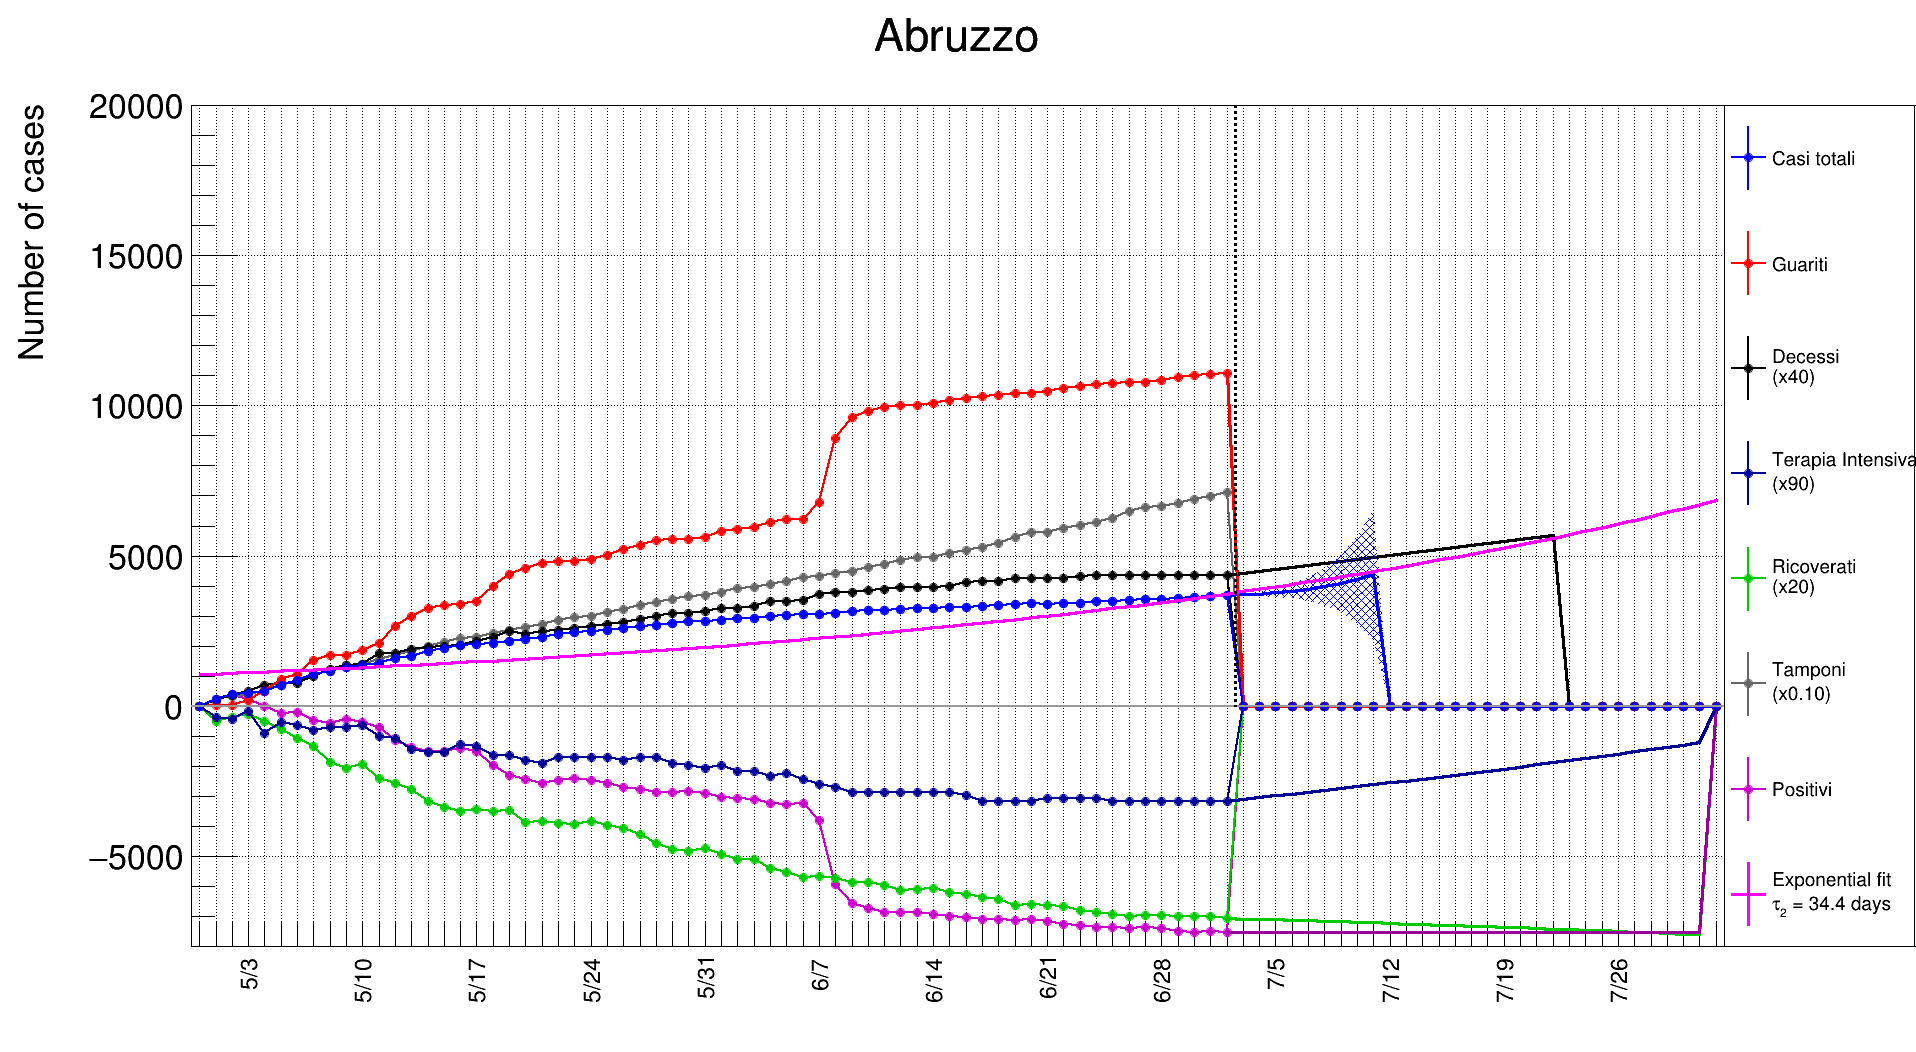 Abruzzo
Number of cases
20000
15000
10000
5000
0
−5000
5/3
5/10
5/17
5/24
5/31
6/7
6/14
6/21
6/28
7/5
7/12
7/19
7/26
Casi totali
Guariti
Decessi
(x40)
Terapia Intensiva
(x90)
Ricoverati
(x20)
Tamponi
(x0.10)
Positivi
Exponential fit
τ₂ = 34.4 days